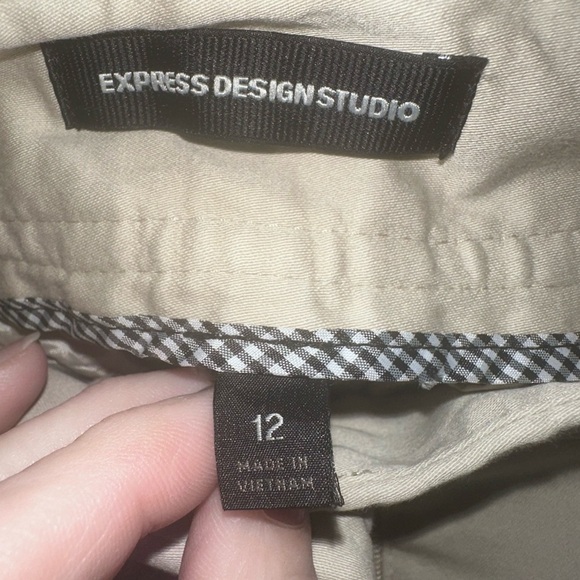 EXPRESS DESIGN STUDIO
12
MADE IN
VIETNAM